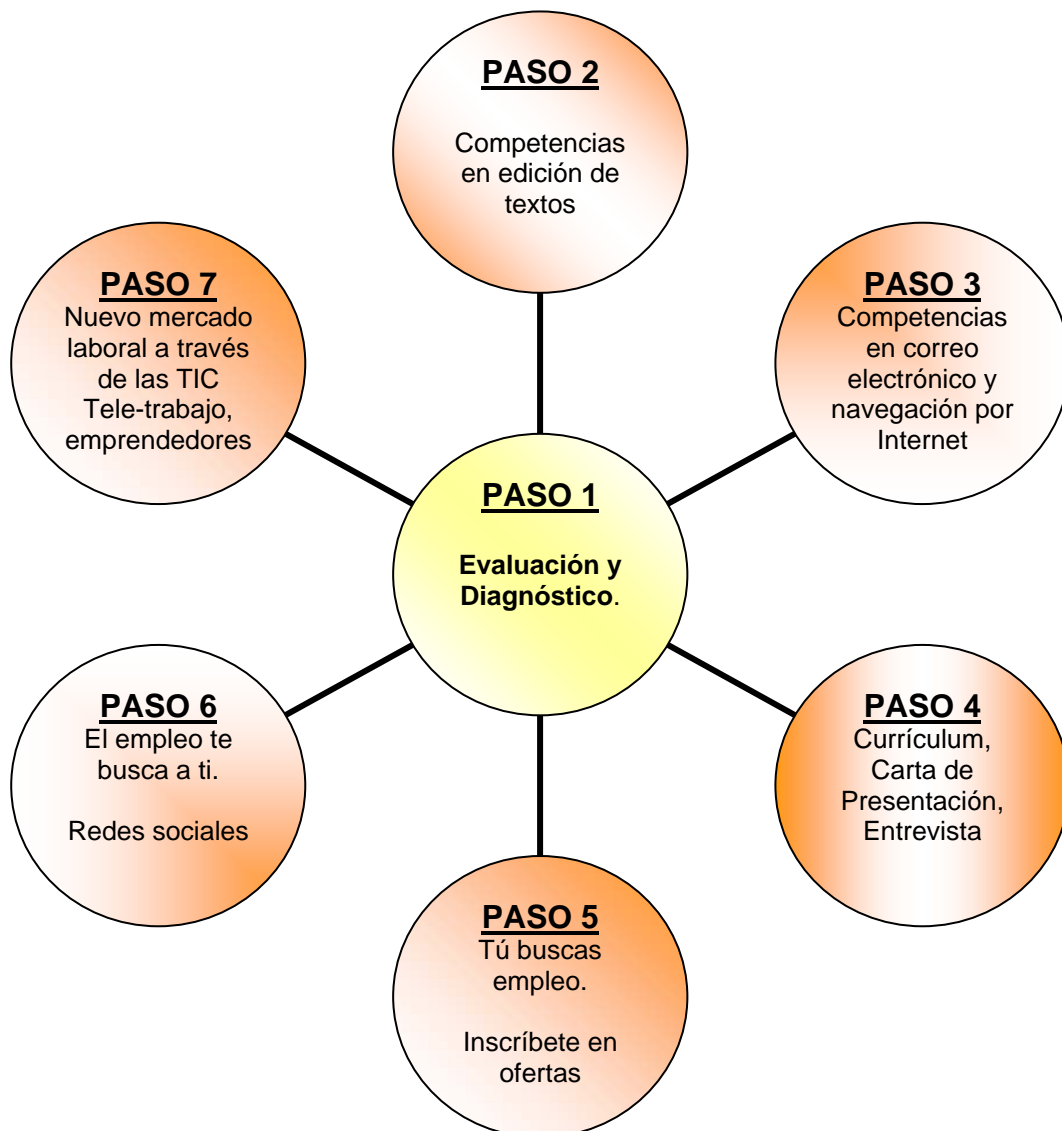 PASO 1
Evaluación y
Diagnóstico.
PASO 2
Competencias
en edición de
textos
PASO 3
Competencias
en correo
electrónico y
navegación por
Internet
PASO 4
Currículum,
Carta de
Presentación,
Entrevista
PASO 5
Tú buscas
empleo.
Inscríbete en
ofertas
PASO 6
El empleo te
busca a ti.
Redes sociales
PASO 7
Nuevo mercado
laboral a través
de las TIC
Tele-trabajo,
emprendedores